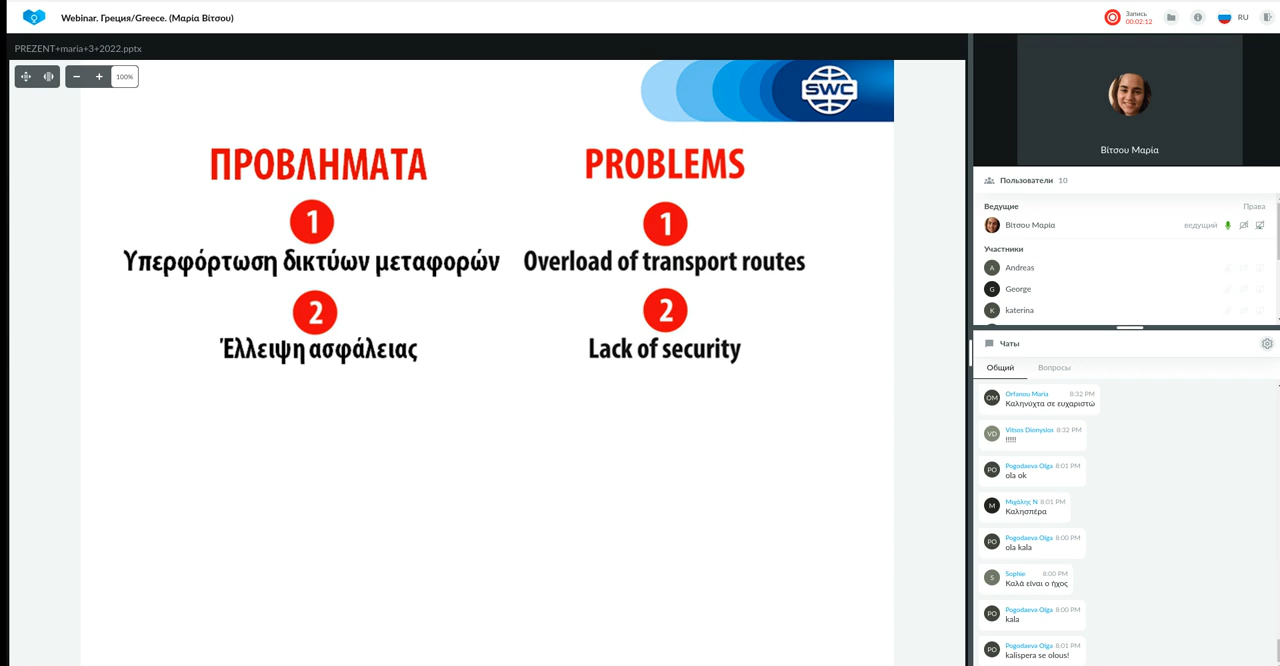 Webinar. Греция/Greece. (Μαρία Βίτσου)
Запись
00:02:12
RU
PREZENT+maria+3+2022.pptx
100%
SWC
ΠΡΟΒΛΗΜΑΤΑ
1
Υπερφόρτωση δικτύων μεταφορών
2
Έλλειψη ασφάλειας
PROBLEMS
1
Overload of transport routes
2
Lack of security
Βίτσου Μαρία
Пользователи 10
Ведущие Права
Βίτσου Μαρία ведущий
Участники
A Andreas
G George
K katerina
Чаты
Общий Вопросы
OM Orfanou Maria 8:32 PM
Καληνύχτα σε ευχαριστώ
VD Vitsos Dionysios 8:32 PM
!!!!!
PO Pogodaeva Olga 8:01 PM
ola ok
M Μιχάλης Ν 8:01 PM
Καλησπέρα
PO Pogodaeva Olga 8:00 PM
ola kala
S Sophie 8:00 PM
Καλά είναι ο ήχος
PO Pogodaeva Olga 8:00 PM
kala
PO Pogodaeva Olga 8:01 PM
kalispera se olous!